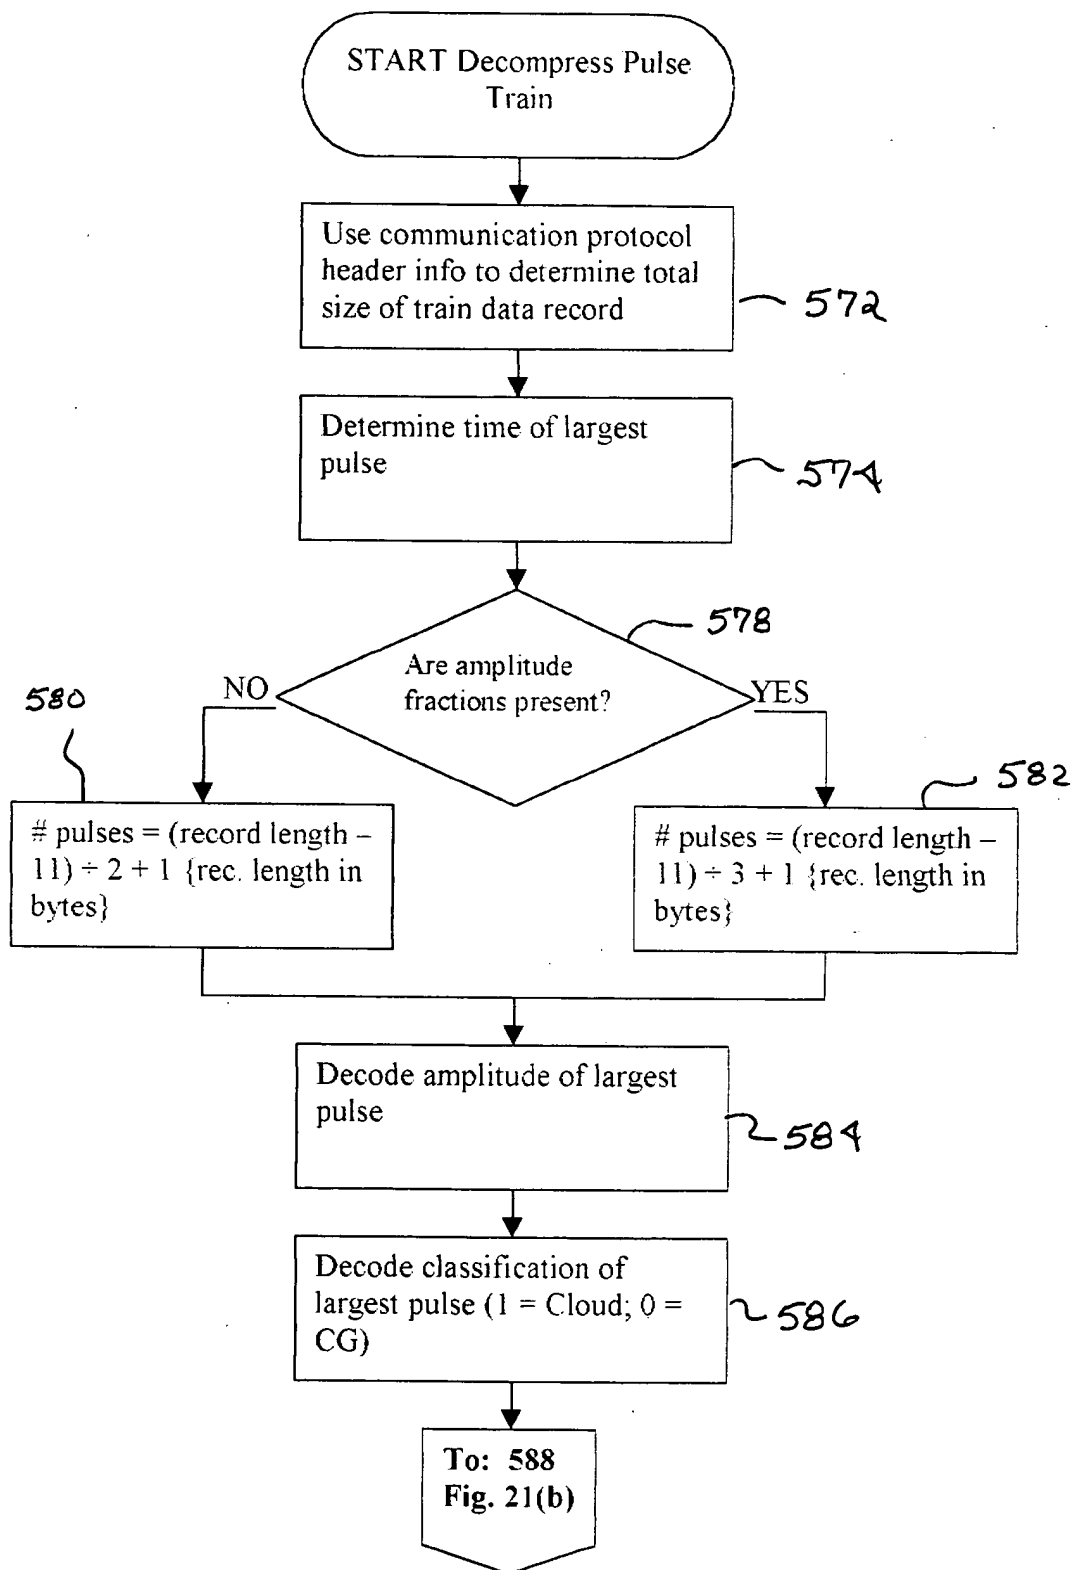 START Decompress Pulse
Train
Use communication protocol
header info to determine total
size of train data record
572
Determine time of largest
pulse
574
578
Are amplitude
fractions present?
NO
YES
580
582
# pulses = (record length –
11) ÷ 2 + 1 {rec. length in
bytes}
# pulses = (record length –
11) ÷ 3 + 1 {rec. length in
bytes}
Decode amplitude of largest
pulse
584
Decode classification of
largest pulse (1 = Cloud; 0 =
CG)
586
To: 588
Fig. 21(b)